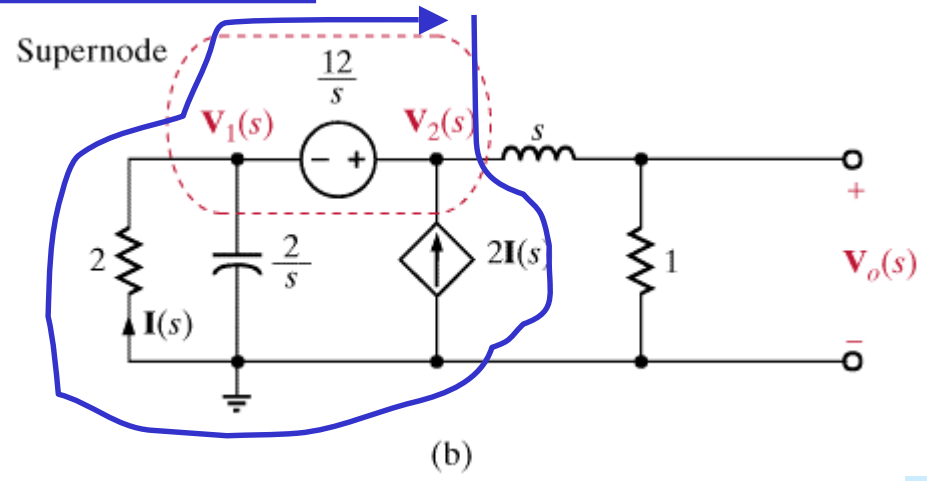 Supernode
12
s
V₁(s)
V₂(s)
s
− +
+
2
2
s
2I(s)
1
Vₒ(s)
I(s)
−
(b)